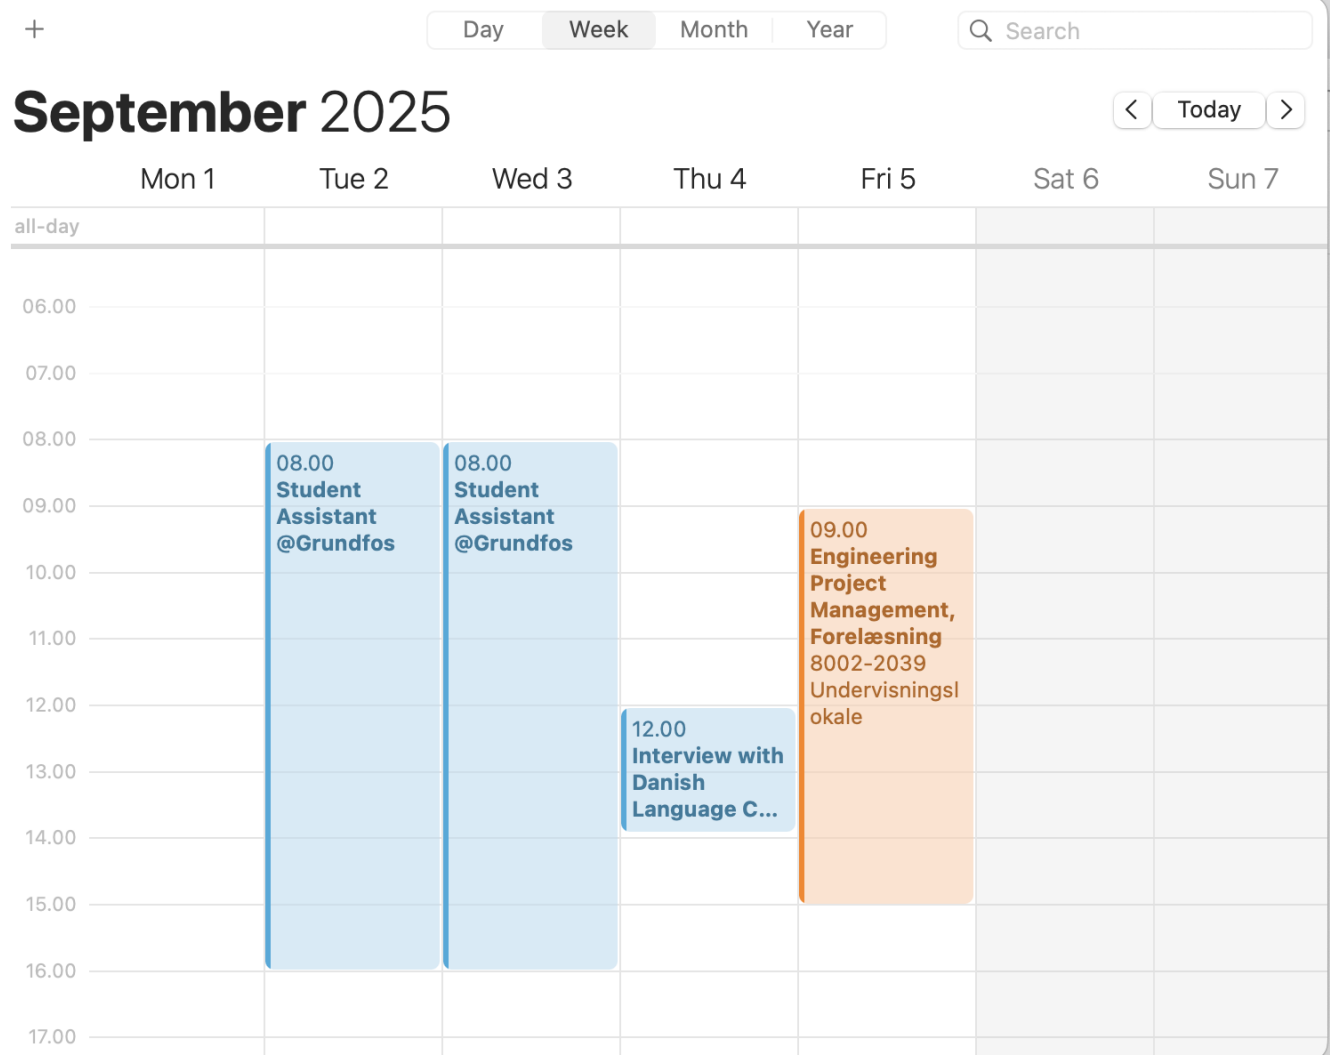 +
Day Week Month Year
Search
September 2025
Today
Mon 1 Tue 2 Wed 3 Thu 4 Fri 5 Sat 6 Sun 7
all-day
06.00
07.00
08.00
09.00
10.00
11.00
12.00
13.00
14.00
15.00
16.00
17.00
08.00
Student
Assistant
@Grundfos
08.00
Student
Assistant
@Grundfos
12.00
Interview with
Danish
Language C...
09.00
Engineering
Project
Management,
Forelæsning
8002-2039
Undervisningsl
okale